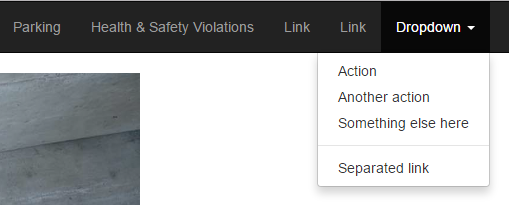 Parking Health & Safety Violations Link Link Dropdown
Action
Another action
Something else here
Separated link